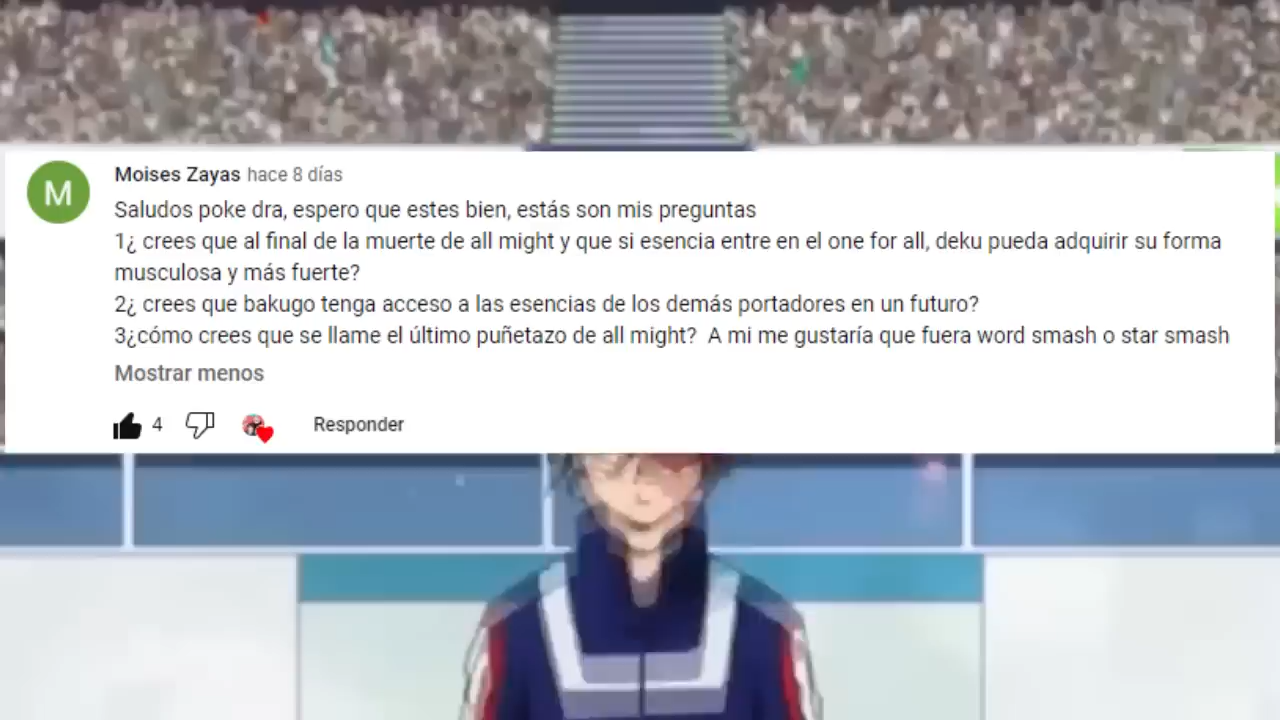 M
Moises Zayas hace 8 días
Saludos poke dra, espero que estes bien, estás son mis preguntas
1¿ crees que al final de la muerte de all might y que si esencia entre en el one for all, deku pueda adquirir su forma
musculosa y más fuerte?
2¿ crees que bakugo tenga acceso a las esencias de los demás portadores en un futuro?
3¿cómo crees que se llame el último puñetazo de all might?  A mi me gustaría que fuera word smash o star smash
Mostrar menos
4 Responder